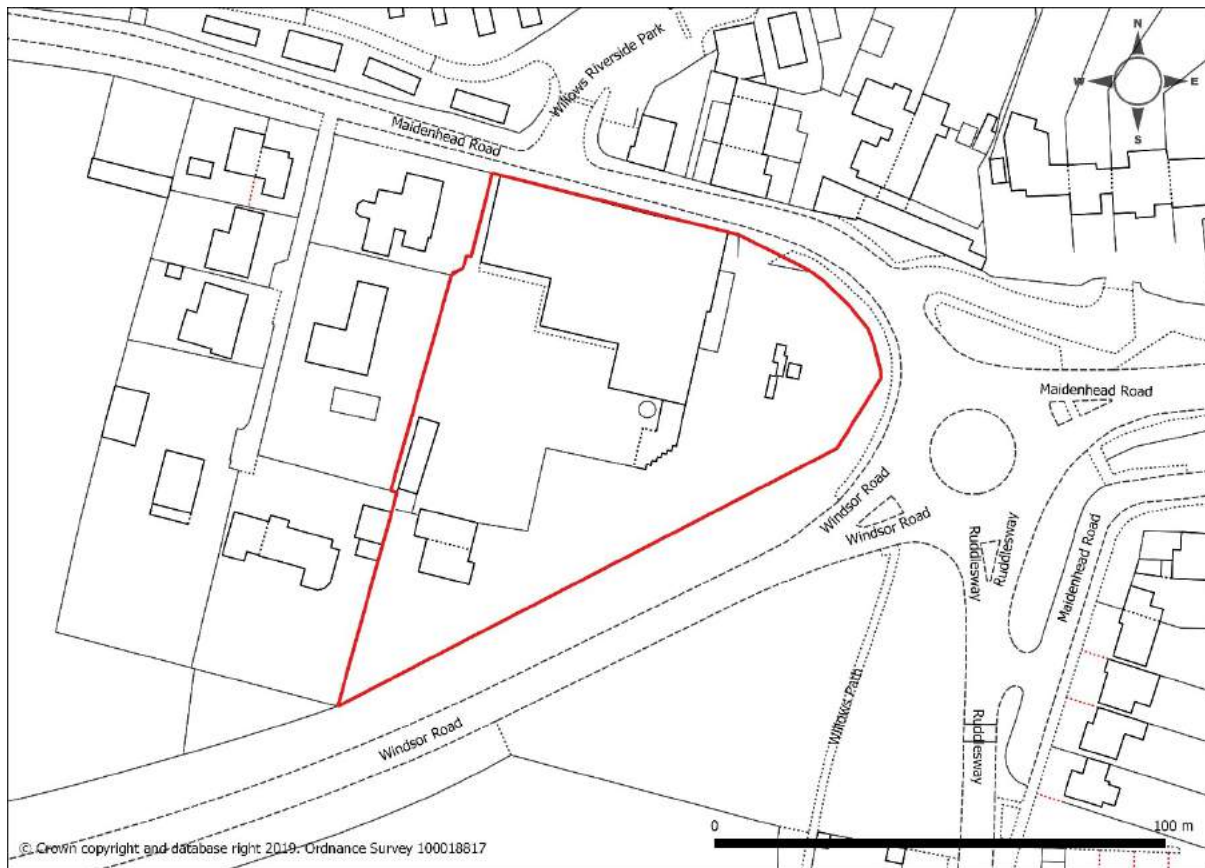 N
W
E
S
Willows Riverside Park
Maidenhead Road
Maidenhead Road
Windsor Road
Windsor Road
Ruddlesway
Ruddlesway
Maidenhead Road
Willows Path
Ruddlesway
Windsor Road
0
100 m
© Crown copyright and database right 2019. Ordnance Survey 100018817